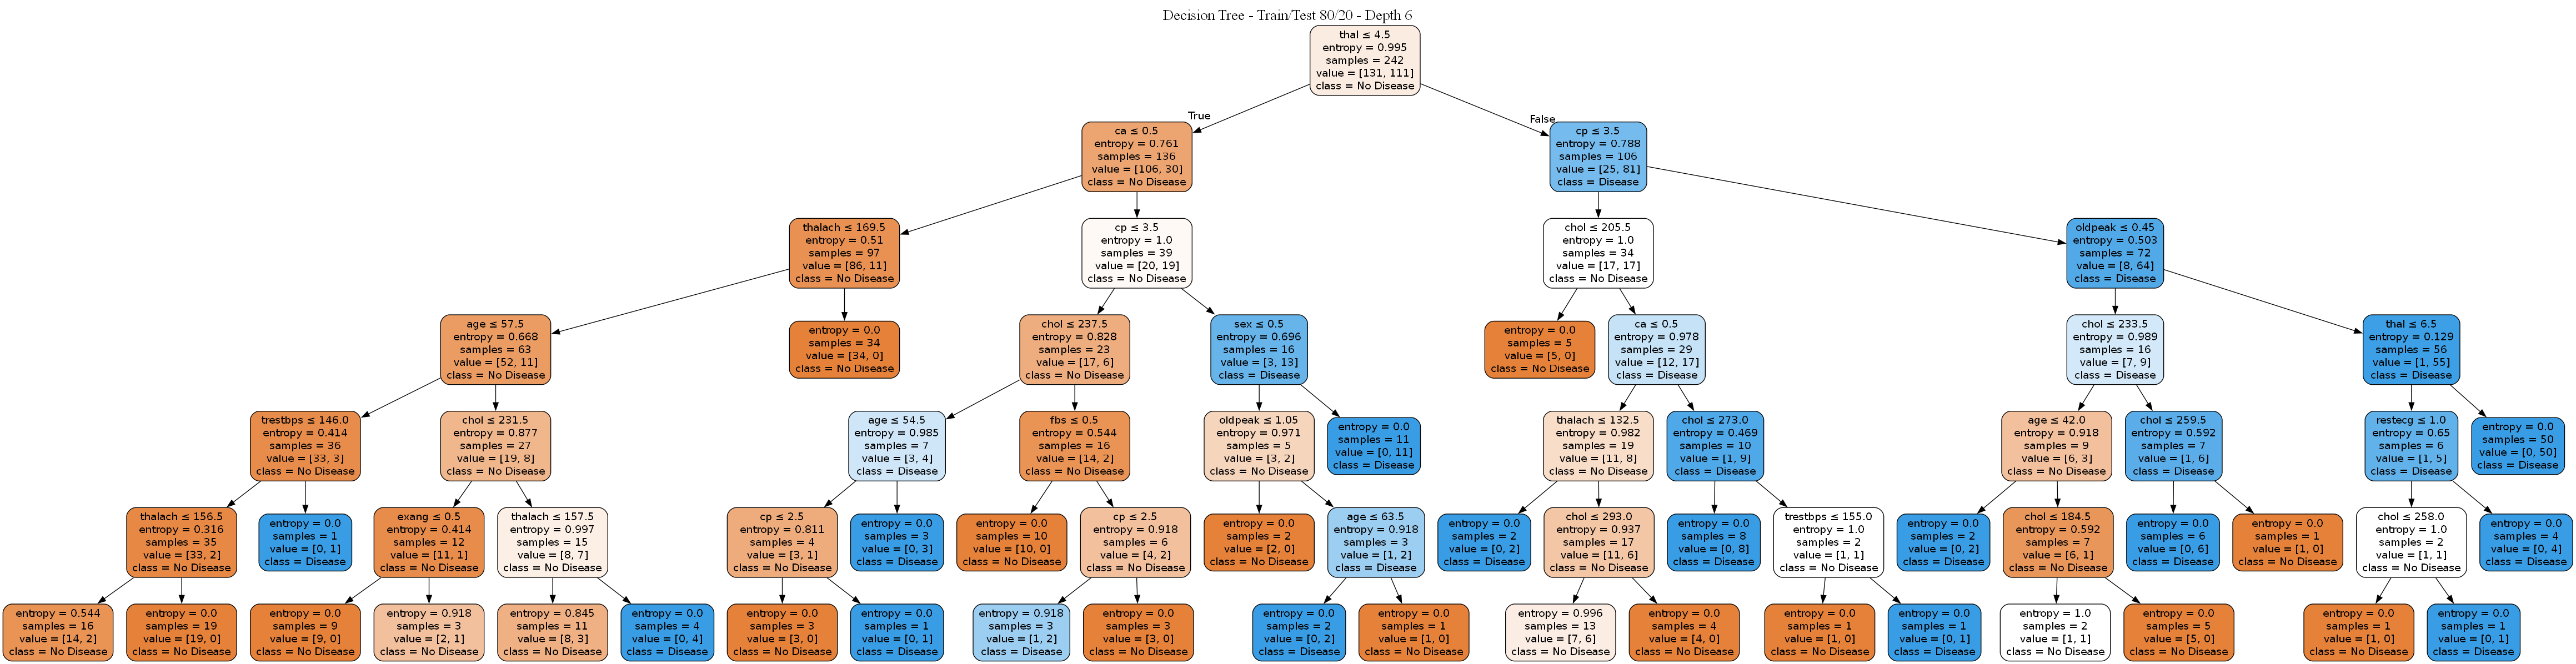 Decision Tree - Train/Test 80/20 - Depth 6
thal ≤ 4.5
entropy = 0.995
samples = 242
value = [131, 111]
class = No Disease
True
False
ca ≤ 0.5
entropy = 0.761
samples = 136
value = [106, 30]
class = No Disease
cp ≤ 3.5
entropy = 0.788
samples = 106
value = [25, 81]
class = Disease
thalach ≤ 169.5
entropy = 0.51
samples = 97
value = [86, 11]
class = No Disease
cp ≤ 3.5
entropy = 1.0
samples = 39
value = [20, 19]
class = No Disease
chol ≤ 205.5
entropy = 1.0
samples = 34
value = [17, 17]
class = No Disease
oldpeak ≤ 0.45
entropy = 0.503
samples = 72
value = [8, 64]
class = Disease
age ≤ 57.5
entropy = 0.668
samples = 63
value = [52, 11]
class = No Disease
entropy = 0.0
samples = 34
value = [34, 0]
class = No Disease
chol ≤ 237.5
entropy = 0.828
samples = 23
value = [17, 6]
class = No Disease
sex ≤ 0.5
entropy = 0.696
samples = 16
value = [3, 13]
class = Disease
entropy = 0.0
samples = 5
value = [5, 0]
class = No Disease
ca ≤ 0.5
entropy = 0.978
samples = 29
value = [12, 17]
class = Disease
chol ≤ 233.5
entropy = 0.989
samples = 16
value = [7, 9]
class = Disease
thal ≤ 6.5
entropy = 0.129
samples = 56
value = [1, 55]
class = Disease
trestbps ≤ 146.0
entropy = 0.414
samples = 36
value = [33, 3]
class = No Disease
chol ≤ 231.5
entropy = 0.877
samples = 27
value = [19, 8]
class = No Disease
age ≤ 54.5
entropy = 0.985
samples = 7
value = [3, 4]
class = Disease
fbs ≤ 0.5
entropy = 0.544
samples = 16
value = [14, 2]
class = No Disease
oldpeak ≤ 1.05
entropy = 0.971
samples = 5
value = [3, 2]
class = No Disease
entropy = 0.0
samples = 11
value = [0, 11]
class = Disease
thalach ≤ 132.5
entropy = 0.982
samples = 19
value = [11, 8]
class = No Disease
chol ≤ 273.0
entropy = 0.469
samples = 10
value = [1, 9]
class = Disease
age ≤ 42.0
entropy = 0.918
samples = 9
value = [6, 3]
class = No Disease
chol ≤ 259.5
entropy = 0.592
samples = 7
value = [1, 6]
class = Disease
restecg ≤ 1.0
entropy = 0.65
samples = 6
value = [1, 5]
class = Disease
entropy = 0.0
samples = 50
value = [0, 50]
class = Disease
thalach ≤ 156.5
entropy = 0.316
samples = 35
value = [33, 2]
class = No Disease
entropy = 0.0
samples = 1
value = [0, 1]
class = Disease
exang ≤ 0.5
entropy = 0.414
samples = 12
value = [11, 1]
class = No Disease
thalach ≤ 157.5
entropy = 0.997
samples = 15
value = [8, 7]
class = No Disease
cp ≤ 2.5
entropy = 0.811
samples = 4
value = [3, 1]
class = No Disease
entropy = 0.0
samples = 3
value = [0, 3]
class = Disease
entropy = 0.0
samples = 10
value = [10, 0]
class = No Disease
cp ≤ 2.5
entropy = 0.918
samples = 6
value = [4, 2]
class = No Disease
entropy = 0.0
samples = 2
value = [2, 0]
class = No Disease
age ≤ 63.5
entropy = 0.918
samples = 3
value = [1, 2]
class = Disease
entropy = 0.0
samples = 2
value = [0, 2]
class = Disease
chol ≤ 293.0
entropy = 0.937
samples = 17
value = [11, 6]
class = No Disease
entropy = 0.0
samples = 8
value = [0, 8]
class = Disease
trestbps ≤ 155.0
entropy = 1.0
samples = 2
value = [1, 1]
class = No Disease
entropy = 0.0
samples = 2
value = [0, 2]
class = Disease
chol ≤ 184.5
entropy = 0.592
samples = 7
value = [6, 1]
class = No Disease
entropy = 0.0
samples = 6
value = [0, 6]
class = Disease
entropy = 0.0
samples = 1
value = [1, 0]
class = No Disease
chol ≤ 258.0
entropy = 1.0
samples = 2
value = [1, 1]
class = No Disease
entropy = 0.0
samples = 4
value = [0, 4]
class = Disease
entropy = 0.544
samples = 16
value = [14, 2]
class = No Disease
entropy = 0.0
samples = 19
value = [19, 0]
class = No Disease
entropy = 0.0
samples = 9
value = [9, 0]
class = No Disease
entropy = 0.918
samples = 3
value = [2, 1]
class = No Disease
entropy = 0.845
samples = 11
value = [8, 3]
class = No Disease
entropy = 0.0
samples = 4
value = [0, 4]
class = Disease
entropy = 0.0
samples = 3
value = [3, 0]
class = No Disease
entropy = 0.0
samples = 1
value = [0, 1]
class = Disease
entropy = 0.918
samples = 3
value = [1, 2]
class = Disease
entropy = 0.0
samples = 3
value = [3, 0]
class = No Disease
entropy = 0.0
samples = 2
value = [0, 2]
class = Disease
entropy = 0.0
samples = 1
value = [1, 0]
class = No Disease
entropy = 0.996
samples = 13
value = [7, 6]
class = No Disease
entropy = 0.0
samples = 4
value = [4, 0]
class = No Disease
entropy = 0.0
samples = 1
value = [1, 0]
class = No Disease
entropy = 0.0
samples = 1
value = [0, 1]
class = Disease
entropy = 1.0
samples = 2
value = [1, 1]
class = No Disease
entropy = 0.0
samples = 5
value = [5, 0]
class = No Disease
entropy = 0.0
samples = 1
value = [1, 0]
class = No Disease
entropy = 0.0
samples = 1
value = [0, 1]
class = Disease